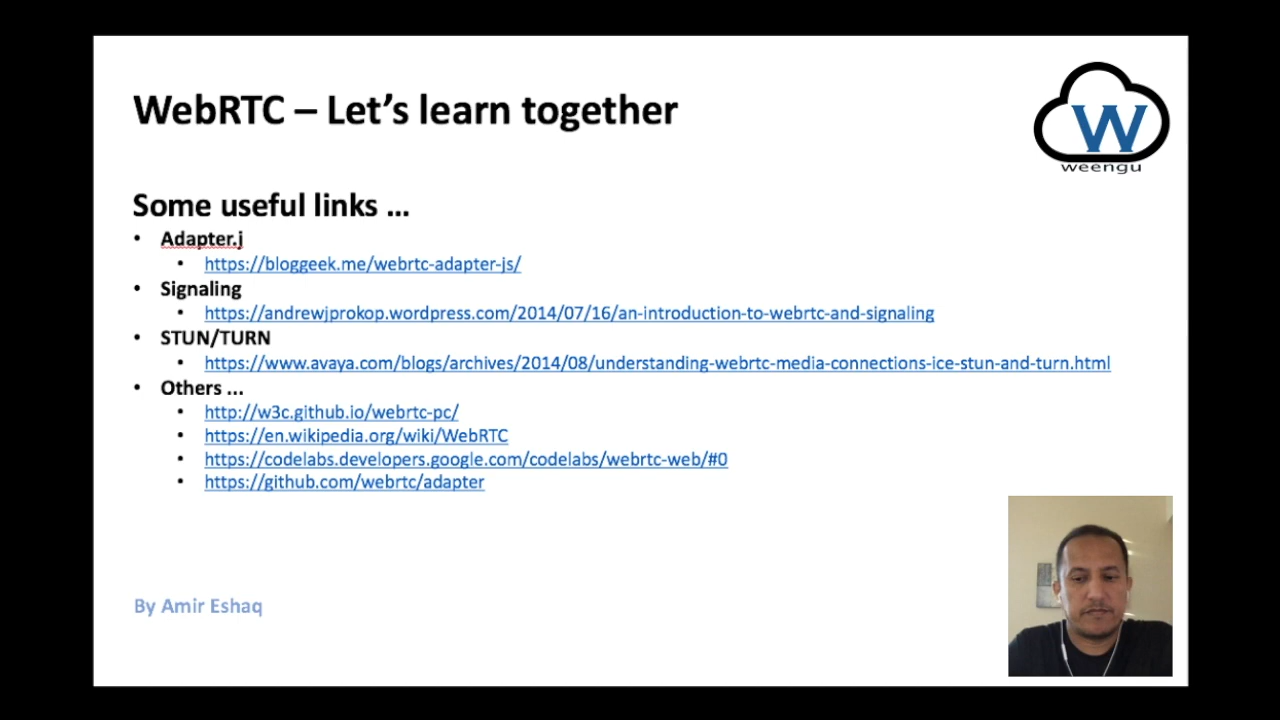 WebRTC – Let's learn together
W
weengu
Some useful links ...
• Adapter.j
• https://bloggeek.me/webrtc-adapter-js/
• Signaling
• https://andrewjprokop.wordpress.com/2014/07/16/an-introduction-to-webrtc-and-signaling
• STUN/TURN
• https://www.avaya.com/blogs/archives/2014/08/understanding-webrtc-media-connections-ice-stun-and-turn.html
• Others ...
• http://w3c.github.io/webrtc-pc/
• https://en.wikipedia.org/wiki/WebRTC
• https://codelabs.developers.google.com/codelabs/webrtc-web/#0
• https://github.com/webrtc/adapter
By Amir Eshaq